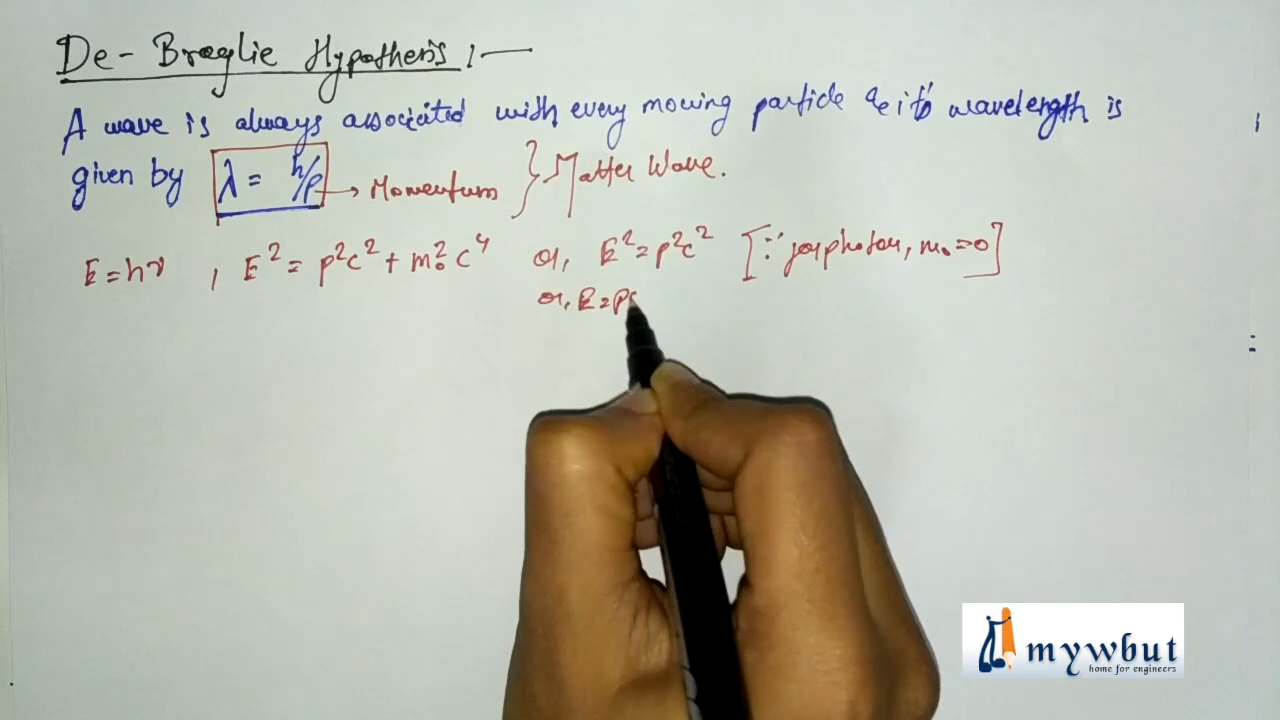 De-Broglie Hypothesis :—
A wave is always associated with every moving particle & its wavelength is
given by λ = h/p → Momentum } Matter Wave.
E=hν , E² = p²c² + m₀²c⁴ or, E²=p²c² [∵ for photon, m₀=0]
or, E=pc
mywbut
home for engineers